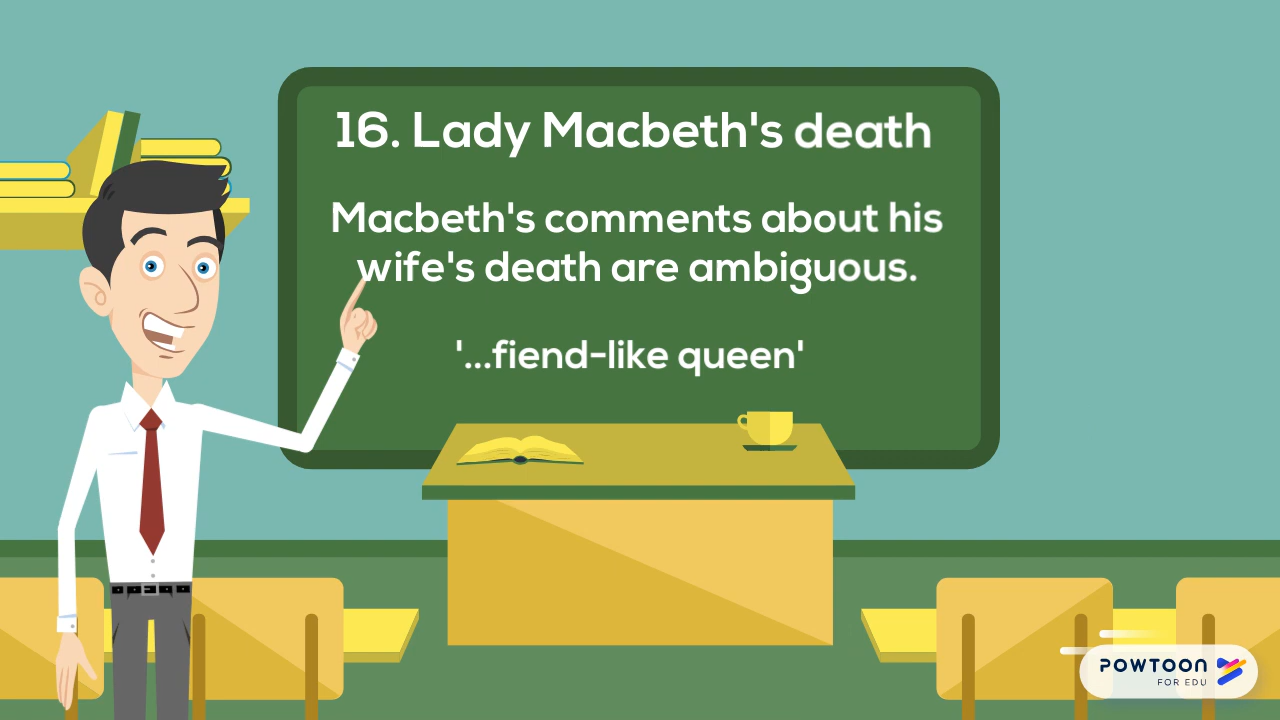 16. Lady Macbeth's death
Macbeth's comments about his
wife's death are ambiguous.
'...fiend-like queen'
POWTOON
FOR EDU